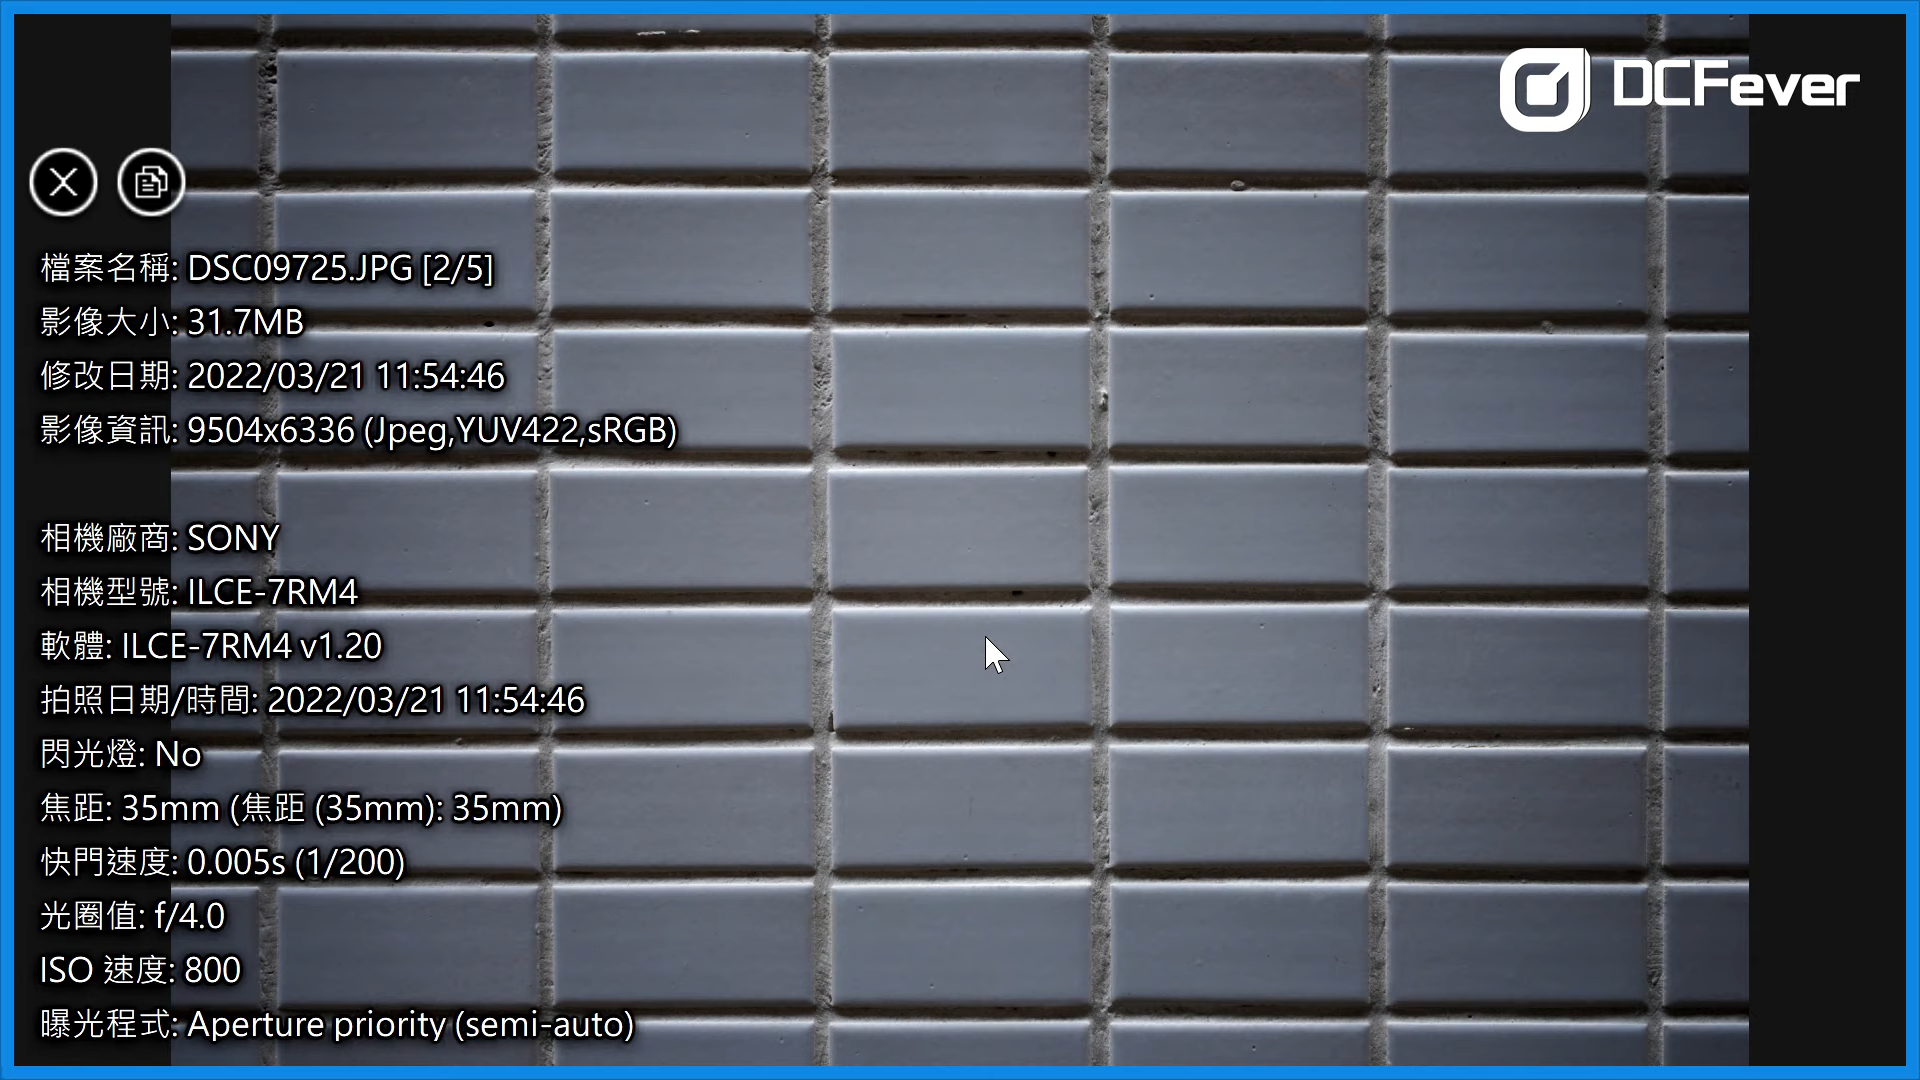 DCFever
檔案名稱: DSC09725.JPG [2/5]
影像大小: 31.7MB
修改日期: 2022/03/21 11:54:46
影像資訊: 9504x6336 (Jpeg,YUV422,sRGB)
相機廠商: SONY
相機型號: ILCE-7RM4
軟體: ILCE-7RM4 v1.20
拍照日期/時間: 2022/03/21 11:54:46
閃光燈: No
焦距: 35mm (焦距 (35mm): 35mm)
快門速度: 0.005s (1/200)
光圈值: f/4.0
ISO 速度: 800
曝光程式: Aperture priority (semi-auto)